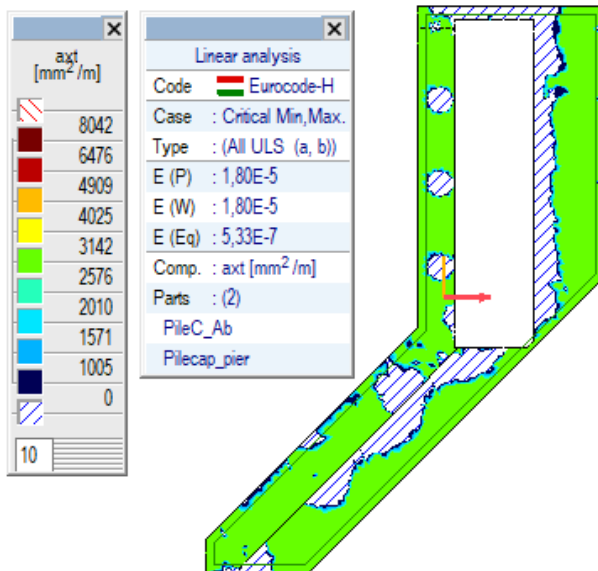 axt
[mm²/m]
8042
6476
4909
4025
3142
2576
2010
1571
1005
0
10
Linear analysis
Code Eurocode-H
Case : Critical Min,Max.
Type : (All ULS (a, b))
E (P) : 1,80E-5
E (W) : 1,80E-5
E (Eq) : 5,33E-7
Comp. : axt [mm²/m]
Parts : (2)
PileC_Ab
Pilecap_pier